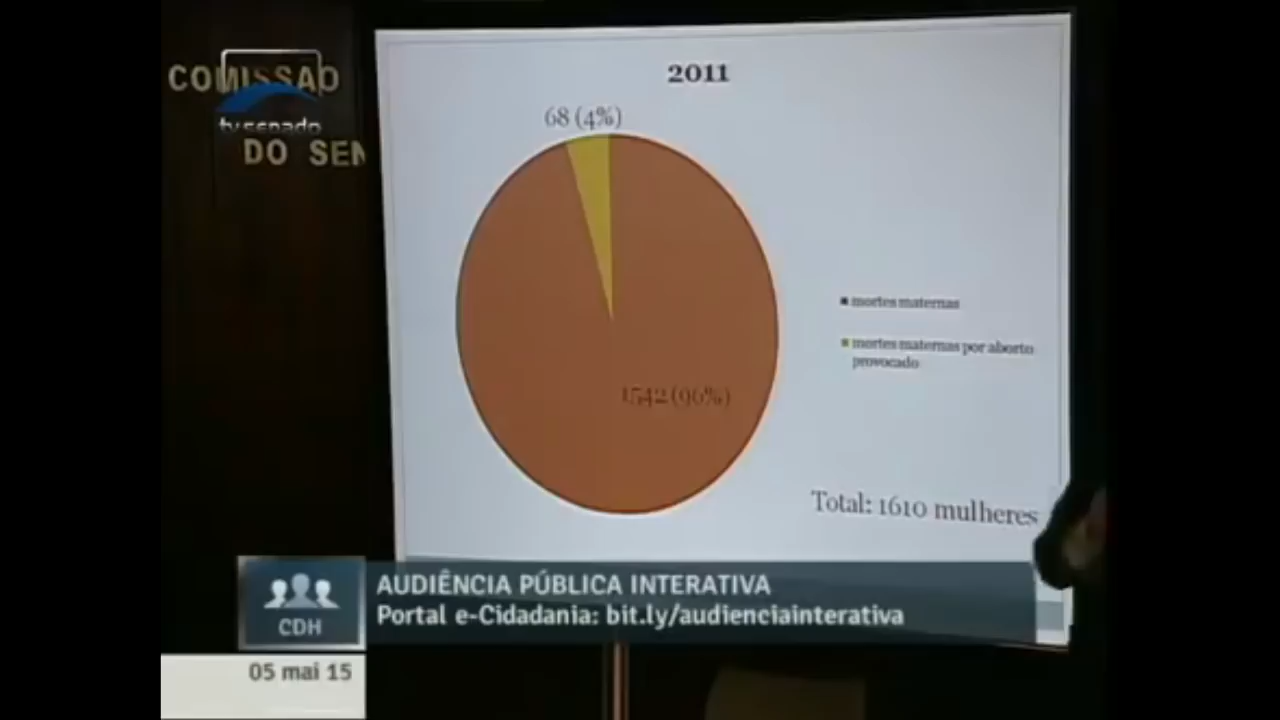 COMISSAO
tv senado
DO SEN
2011
68 (4%)
1542 (96%)
mortes maternas
mortes maternas por aborto
provocado
Total: 1610 mulheres
AUDIÊNCIA PÚBLICA INTERATIVA
Portal e-Cidadania: bit.ly/audienciainterativa
CDH
05 mai 15